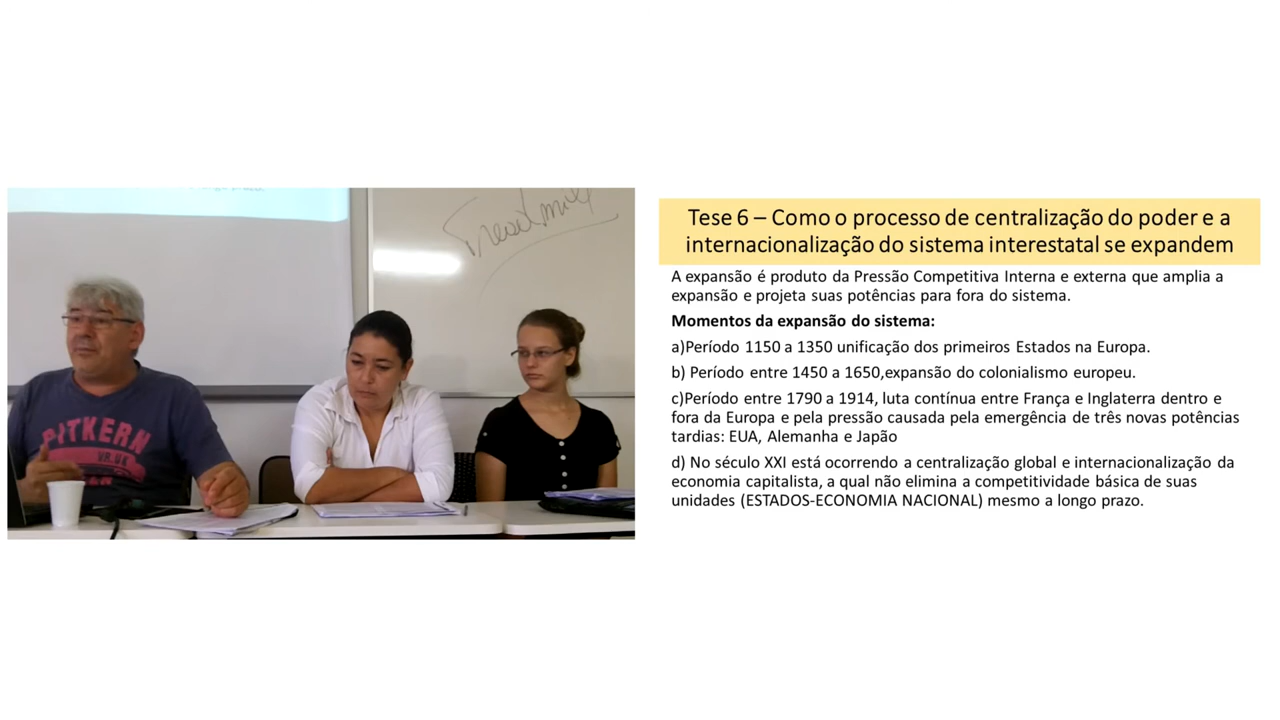 PITKERN
Tese 6 – Como o processo de centralização do poder e a
internacionalização do sistema interestatal se expandem
A expansão é produto da Pressão Competitiva Interna e externa que amplia a
expansão e projeta suas potências para fora do sistema.
Momentos da expansão do sistema:
a)Período 1150 a 1350 unificação dos primeiros Estados na Europa.
b) Período entre 1450 a 1650,expansão do colonialismo europeu.
c)Período entre 1790 a 1914, luta contínua entre França e Inglaterra dentro e
fora da Europa e pela pressão causada pela emergência de três novas potências
tardias: EUA, Alemanha e Japão
d) No século XXI está ocorrendo a centralização global e internacionalização da
economia capitalista, a qual não elimina a competitividade básica de suas
unidades (ESTADOS-ECONOMIA NACIONAL) mesmo a longo prazo.